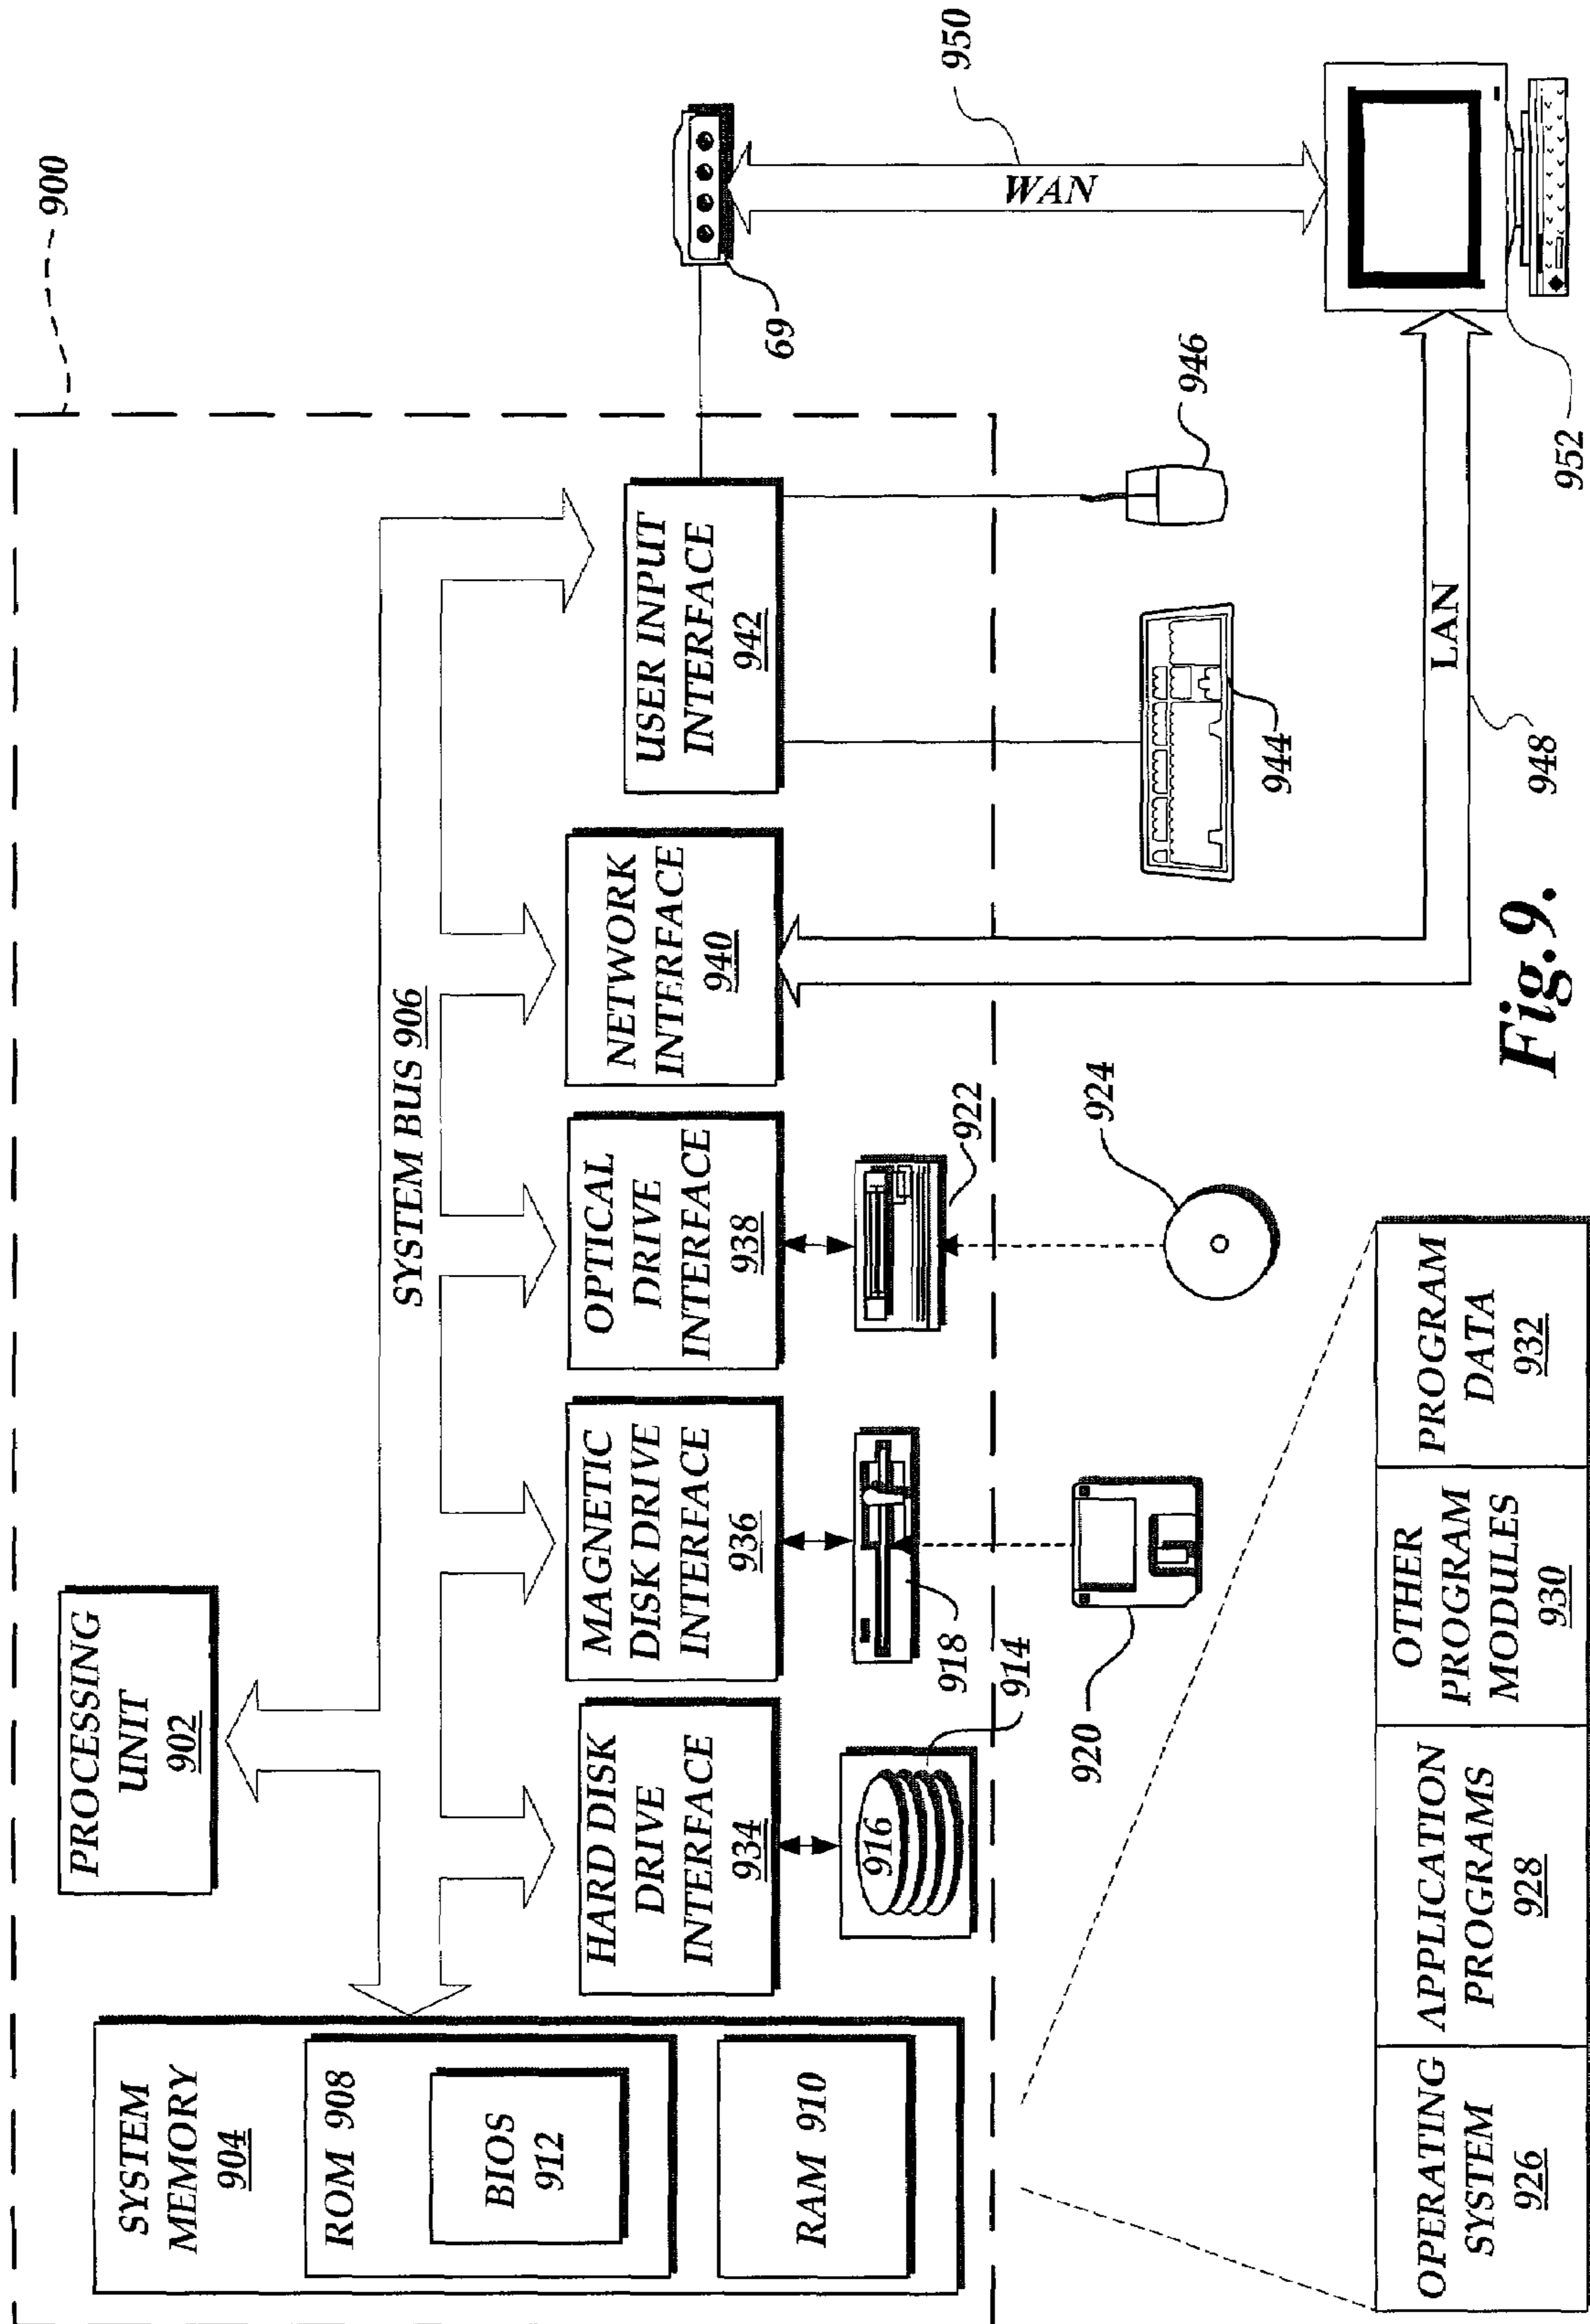 900
PROCESSING
UNIT
902
SYSTEM
MEMORY
904
ROM 908
BIOS
912
RAM 910
SYSTEM BUS 906
HARD DISK
DRIVE
INTERFACE
934
MAGNETIC
DISK DRIVE
INTERFACE
936
OPTICAL
DRIVE
INTERFACE
938
NETWORK
INTERFACE
940
USER INPUT
INTERFACE
942
69
916
914
918
922
920
924
944
946
950
WAN
LAN
948
952
OPERATING
SYSTEM
926
APPLICATION
PROGRAMS
928
OTHER
PROGRAM
MODULES
930
PROGRAM
DATA
932
Fig.9.